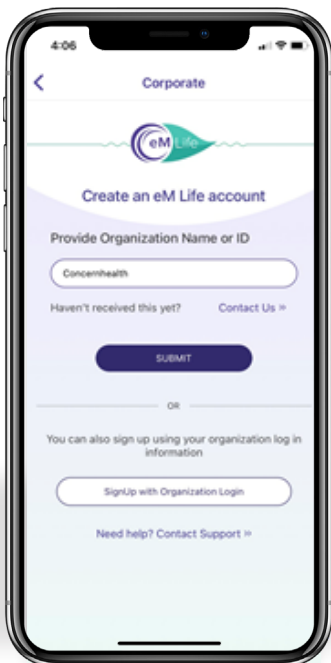 4:06
Corporate
eM Life
Create an eM Life account
Provide Organization Name or ID
Concernhealth
Haven't received this yet? Contact Us »
SUBMIT
OR
You can also sign up using your organization log in
information
SignUp with Organization Login
Need help? Contact Support »